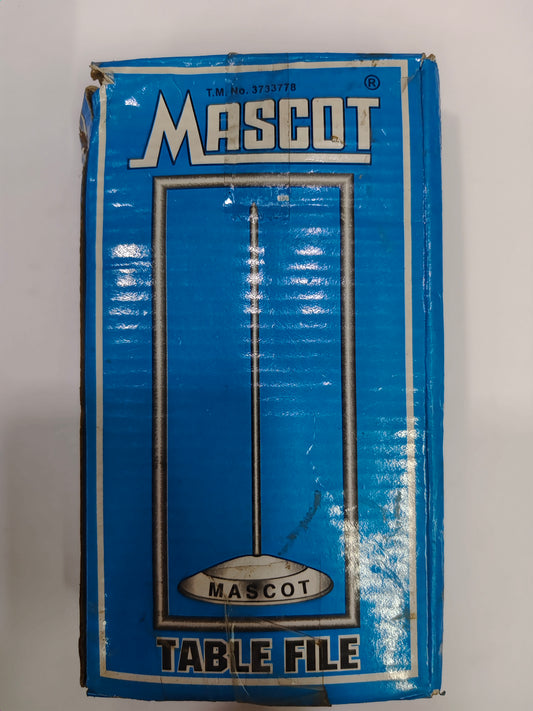 T.M. No. 3733778
®
MASCOT
MASCOT
TABLE FILE